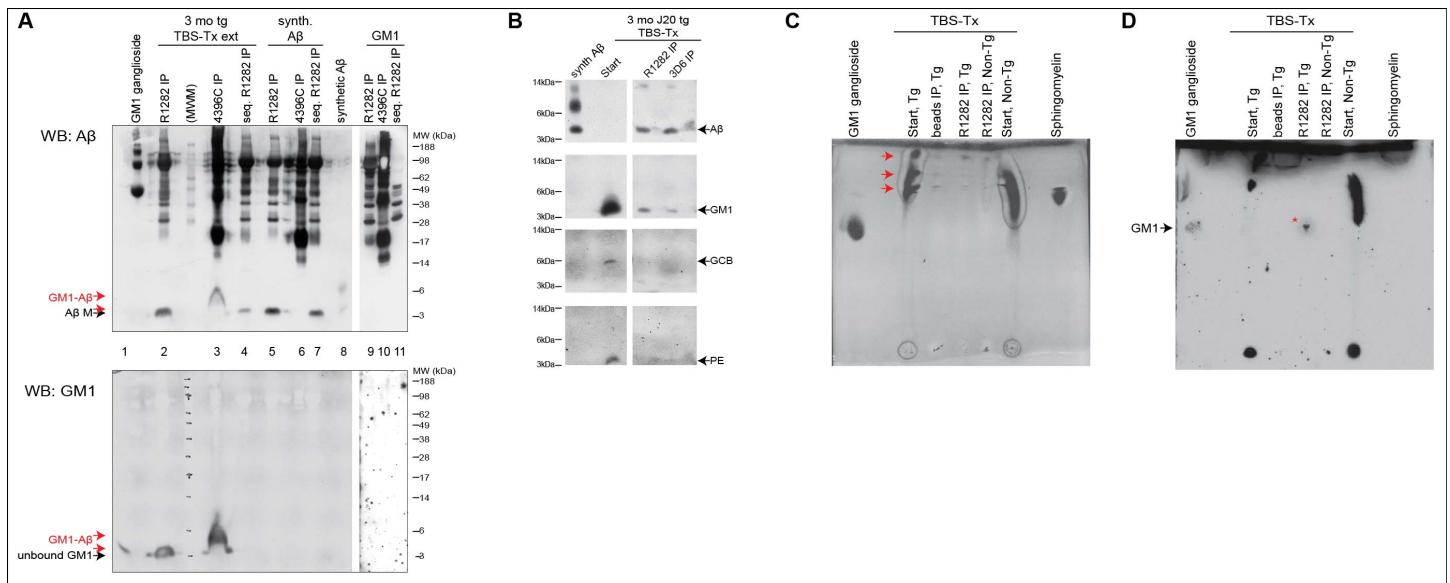 A
3 mo tg
TBS-Tx ext
synth.
Aβ
GM1
GM1 ganglioside
R1282 IP
(MWM)
4396C IP
seq. R1282 IP
R1282 IP
4396C IP
seq. R1282 IP
synthetic Aβ
R1282 IP
4396C IP
seq. R1282 IP
WB: Aβ
MW (kDa)
188
98
62
49
38
28
17
14
6
3
GM1-Aβ
Aβ M
1 2 3 4 5 6 7 8 9 10 11
WB: GM1
MW (kDa)
188
98
62
49
38
28
17
14
6
3
GM1-Aβ
unbound GM1
B
3 mo J20 tg
TBS-Tx
synth Aβ
Start
R1282 IP
3D6 IP
14kDa
6kDa
3kDa
Aβ
14kDa
6kDa
3kDa
GM1
14kDa
6kDa
3kDa
GCB
14kDa
6kDa
3kDa
PE
C
TBS-Tx
GM1 ganglioside
Start, Tg
beads IP, Tg
R1282 IP, Tg
R1282 IP, Non-Tg
Start, Non-Tg
Sphingomyelin
D
TBS-Tx
GM1 ganglioside
Start, Tg
beads IP, Tg
R1282 IP, Tg
R1282 IP, Non-Tg
Start, Non-Tg
Sphingomyelin
GM1
*